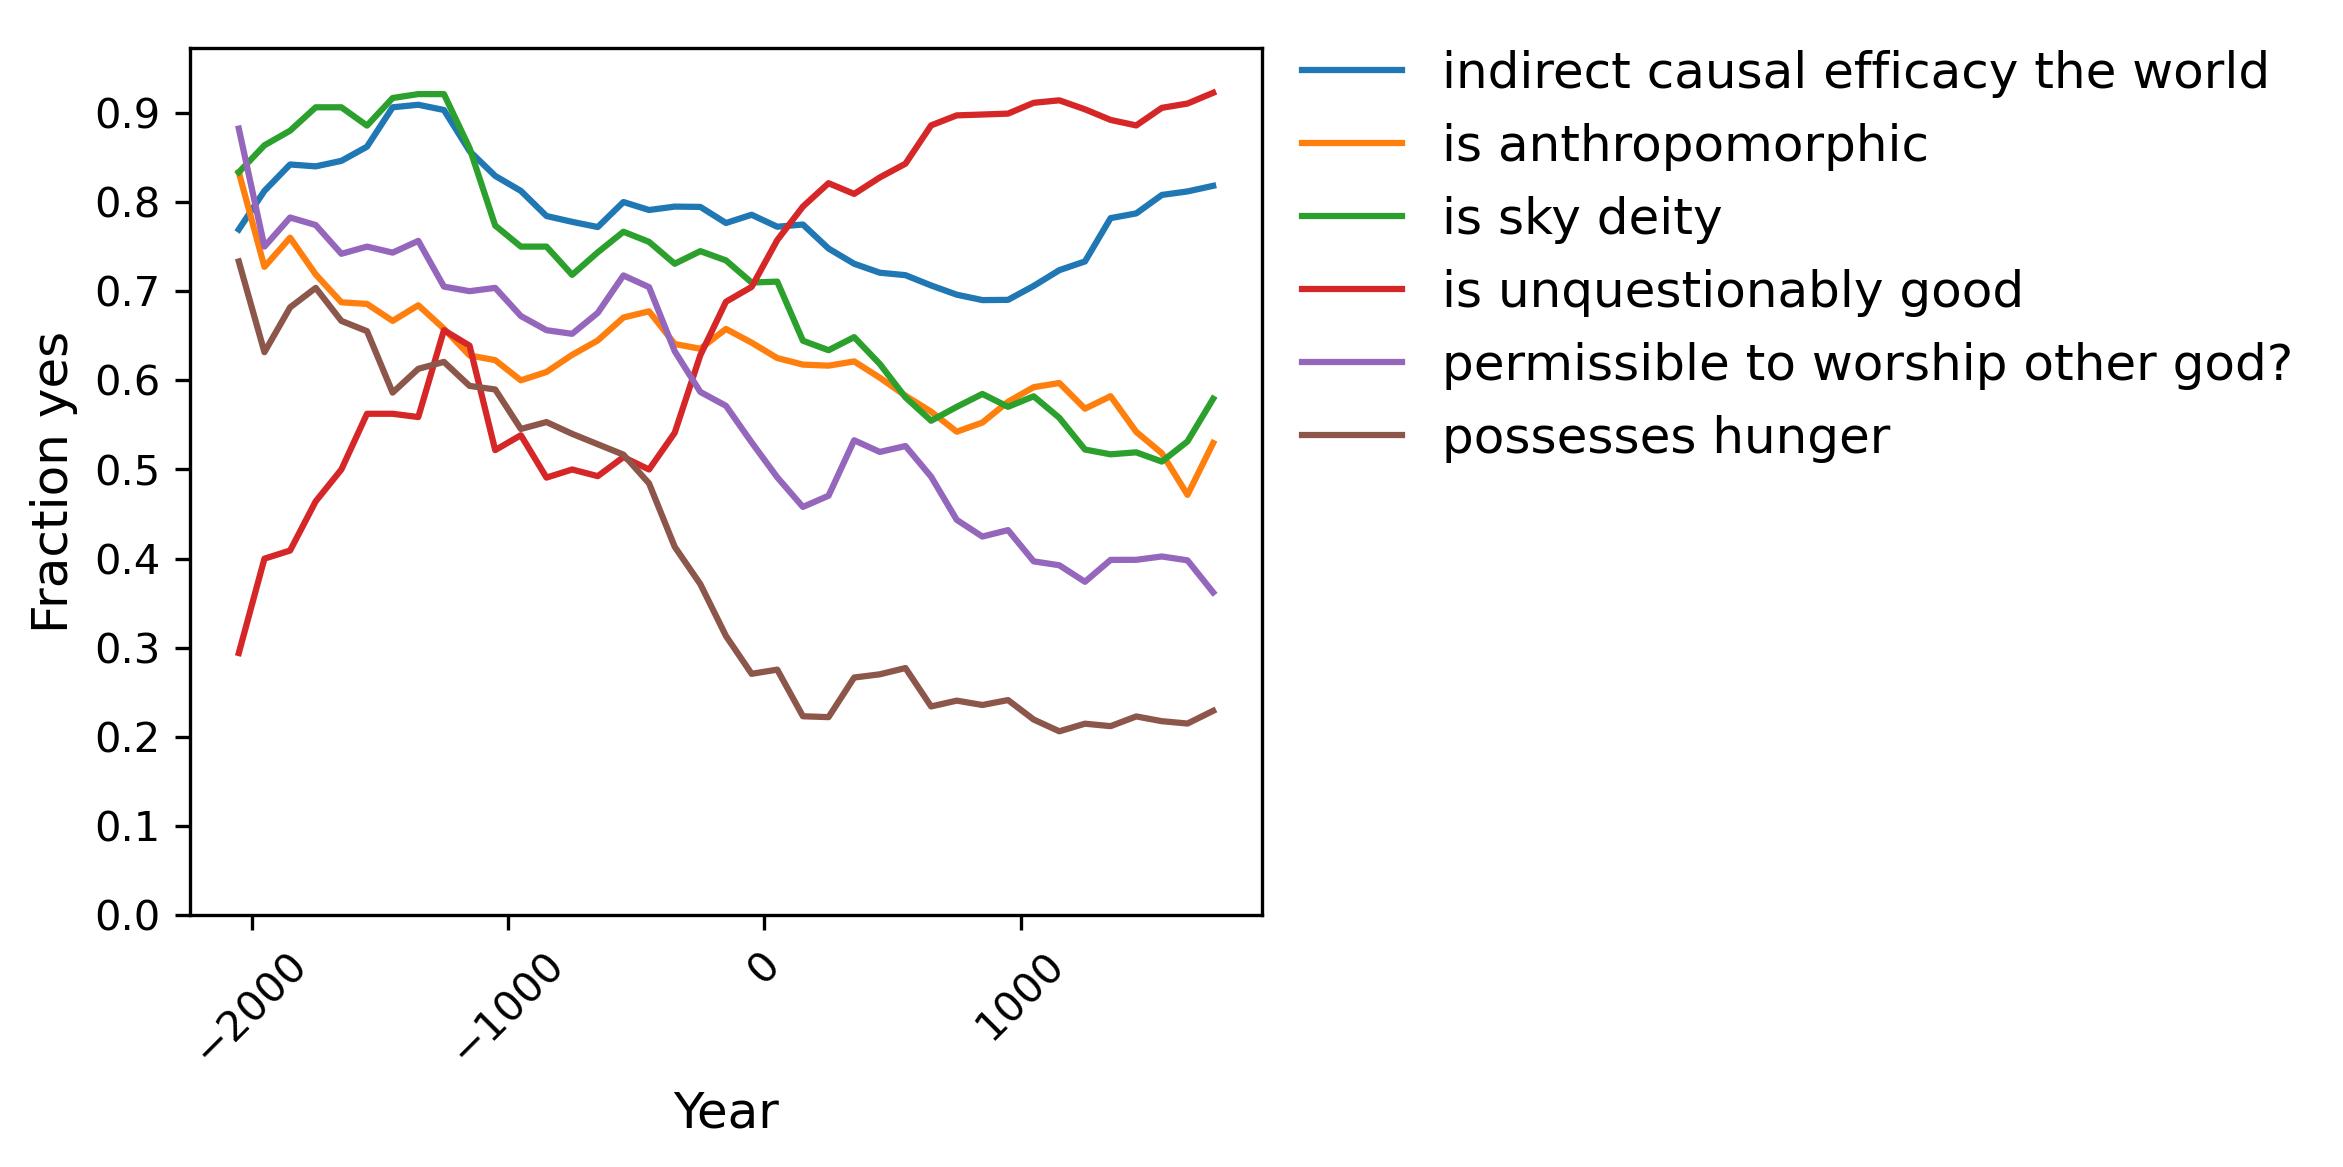 indirect causal efficacy the world
is anthropomorphic
is sky deity
is unquestionably good
permissible to worship other god?
possesses hunger
Fraction yes
0.9
0.8
0.7
0.6
0.5
0.4
0.3
0.2
0.1
0.0
−2000
−1000
0
1000
Year